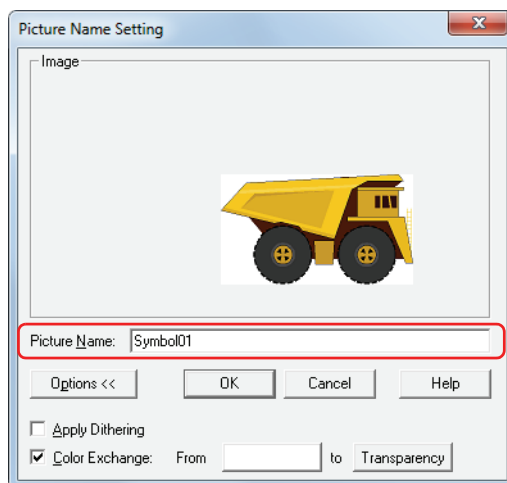 Picture Name Setting
Image
Picture Name: Symbol01
Options << OK Cancel Help
Apply Dithering
Color Exchange: From to Transparency